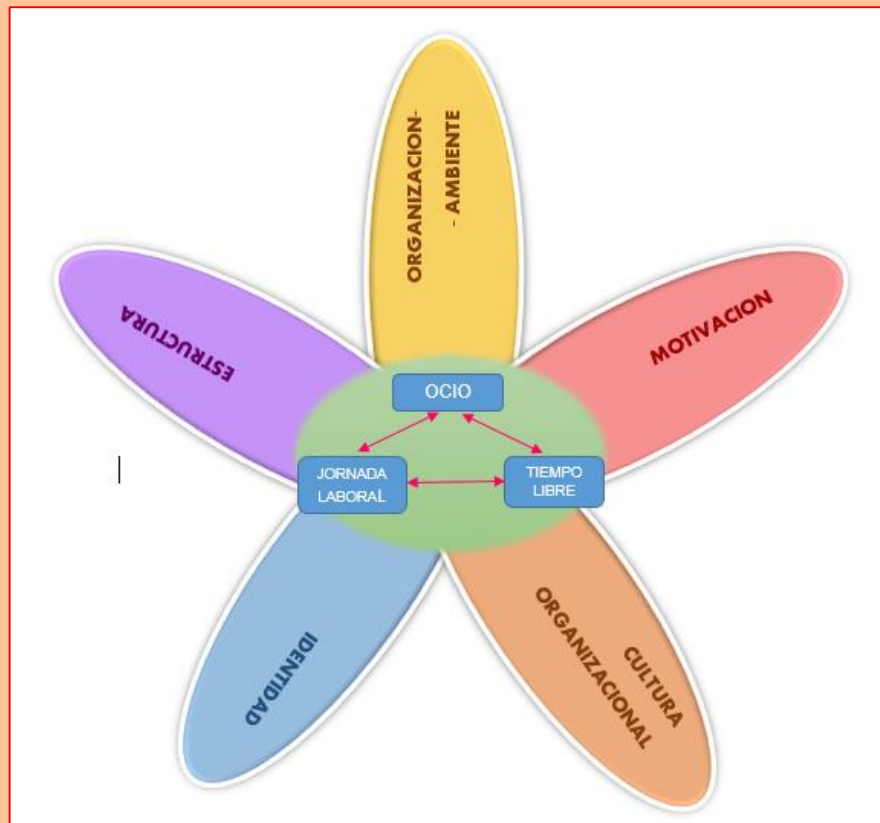 ORGANIZACION-
- AMBIENTE
MOTIVACION
ESTRUCTURA
OCIO
JORNADA
LABORAL
TIEMPO
LIBRE
IDENTIDAD
CULTURA
ORGANIZACIONAL